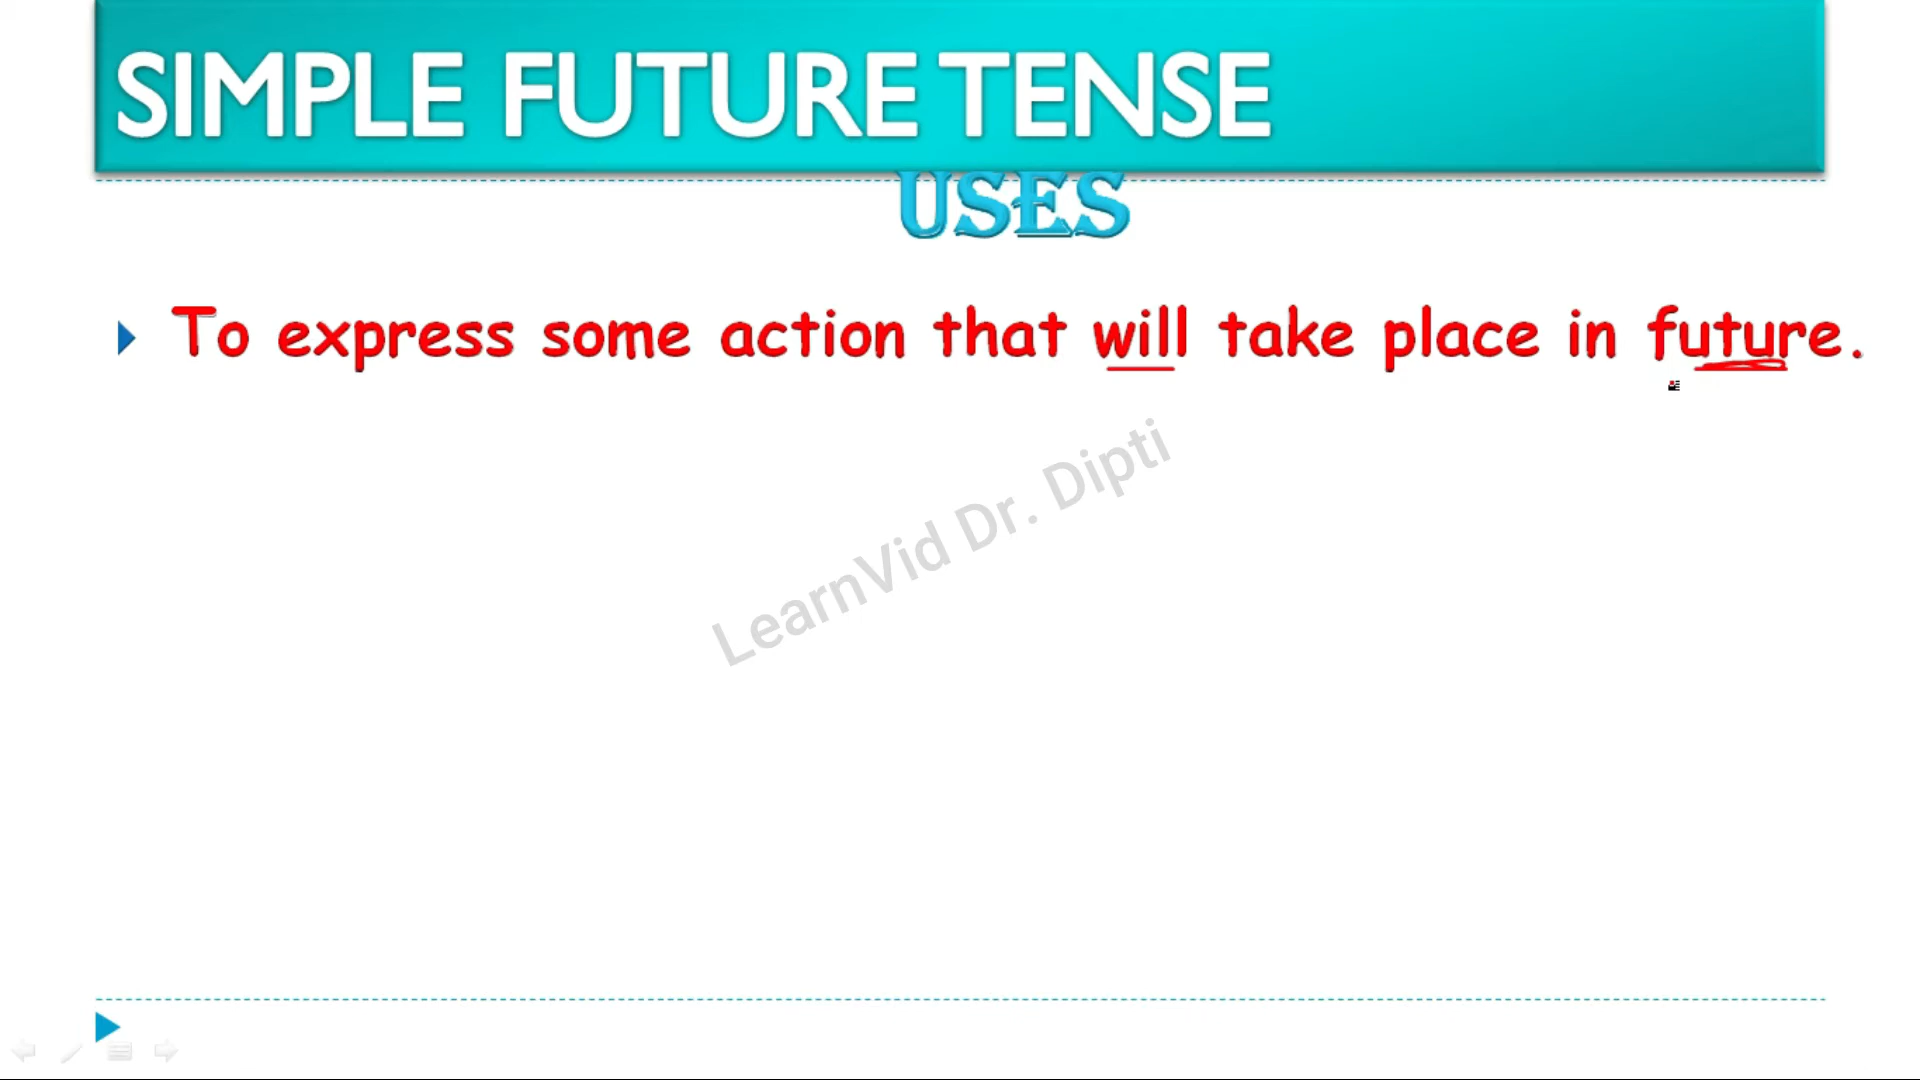 SIMPLE FUTURE TENSE
USES
To express some action that will take place in future.
LearnVid Dr. Dipti